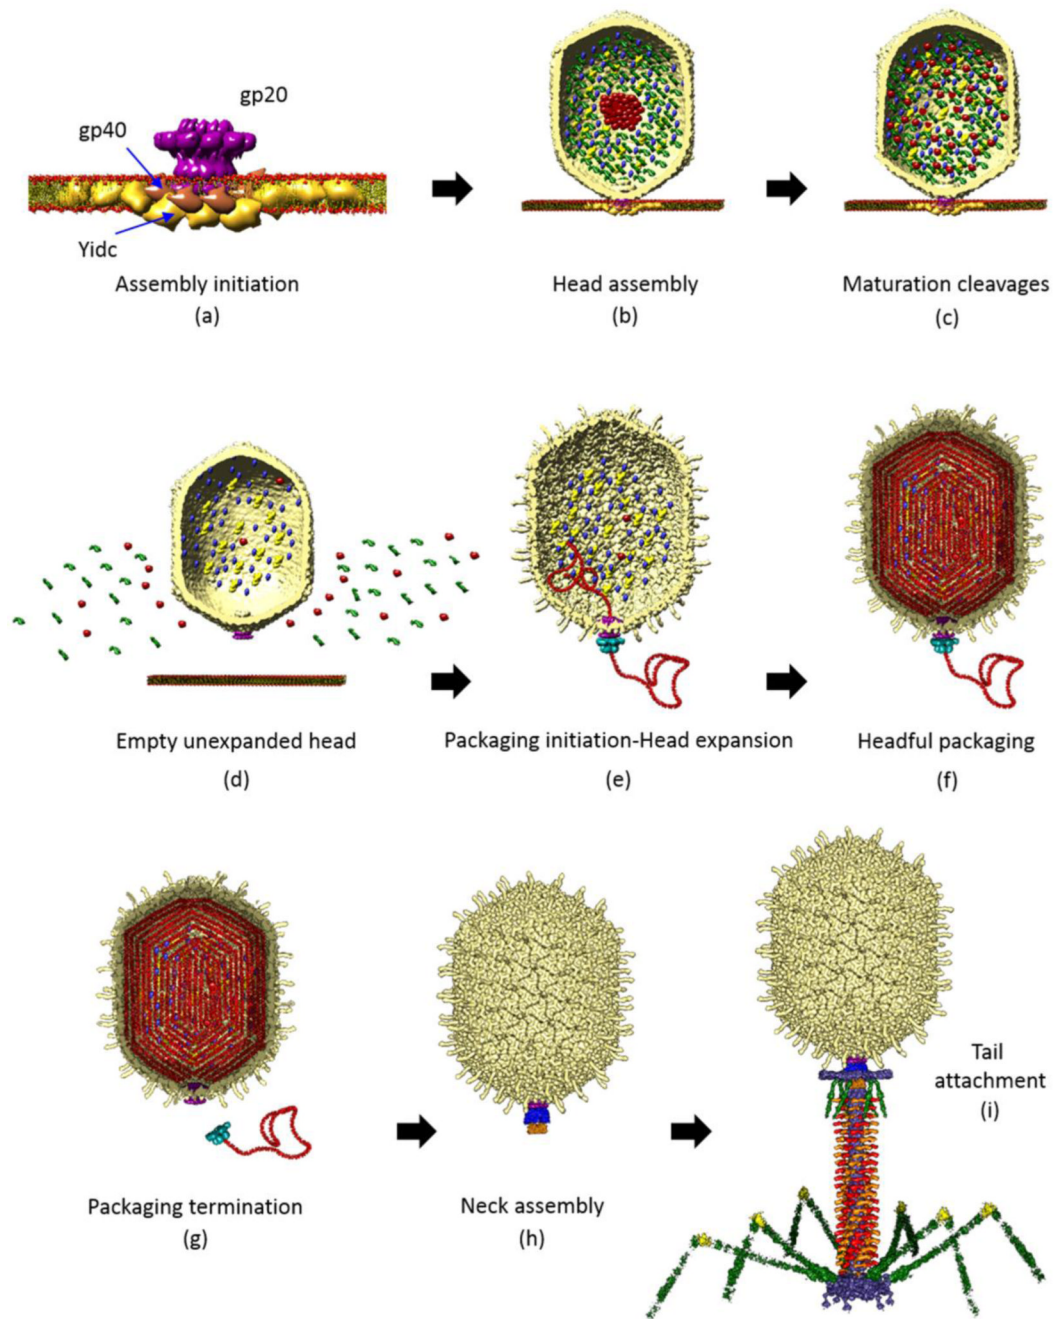 gp20
gp40
Yidc
Assembly initiation
(a)
Head assembly
(b)
Maturation cleavages
(c)
Empty unexpanded head
(d)
Packaging initiation-Head expansion
(e)
Headful packaging
(f)
Packaging termination
(g)
Neck assembly
(h)
Tail
attachment
(i)